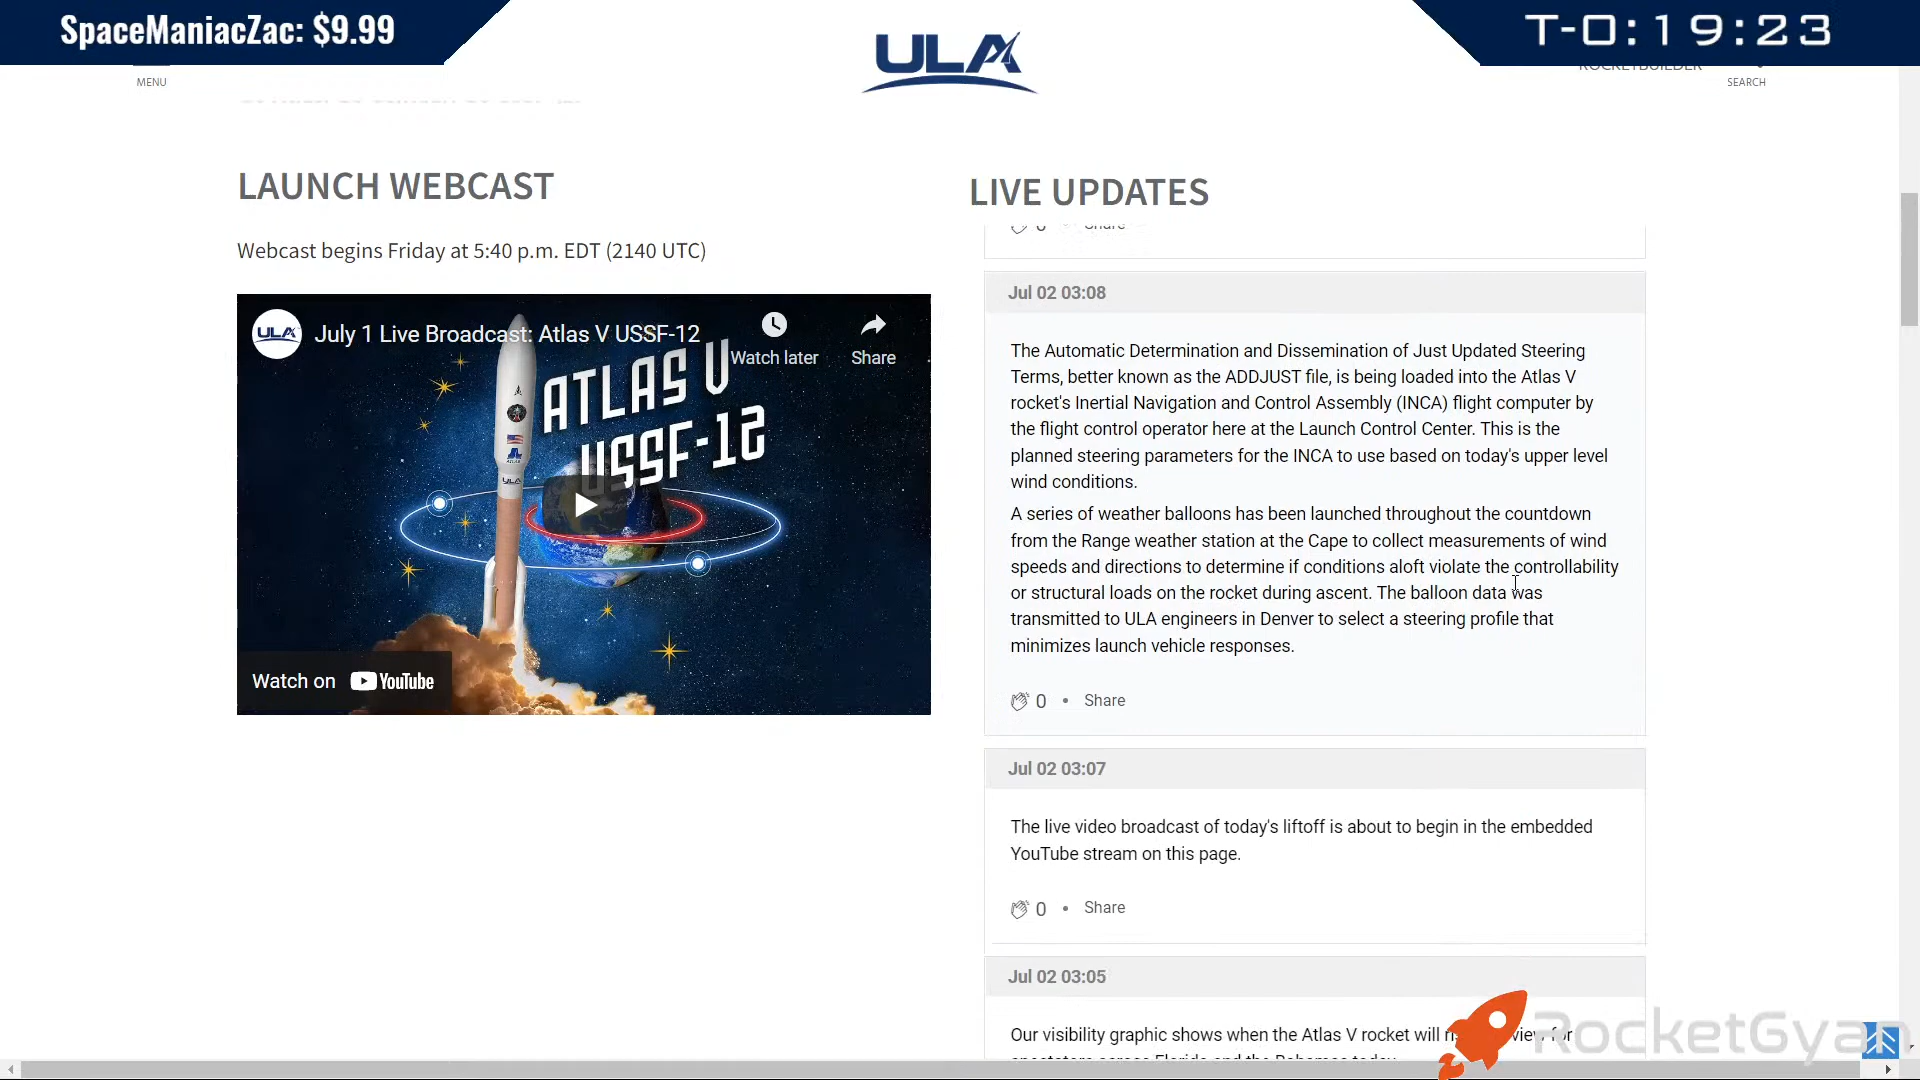 SpaceManiacZac: $9.99
T-0:19:23
MENU
ULA
SEARCH
LAUNCH WEBCAST
LIVE UPDATES
Webcast begins Friday at 5:40 p.m. EDT (2140 UTC)
ULA
July 1 Live Broadcast: Atlas V USSF-12
Watch later
Share
ATLAS V
USSF-12
Watch on YouTube
Share
Jul 02 03:08
The Automatic Determination and Dissemination of Just Updated Steering
Terms, better known as the ADDJUST file, is being loaded into the Atlas V
rocket's Inertial Navigation and Control Assembly (INCA) flight computer by
the flight control operator here at the Launch Control Center. This is the
planned steering parameters for the INCA to use based on today's upper level
wind conditions.
A series of weather balloons has been launched throughout the countdown
from the Range weather station at the Cape to collect measurements of wind
speeds and directions to determine if conditions aloft violate the controllability
or structural loads on the rocket during ascent. The balloon data was
transmitted to ULA engineers in Denver to select a steering profile that
minimizes launch vehicle responses.
0 • Share
Jul 02 03:07
The live video broadcast of today's liftoff is about to begin in the embedded
YouTube stream on this page.
0 • Share
Jul 02 03:05
Our visibility graphic shows when the Atlas V rocket will for
RocketGyan